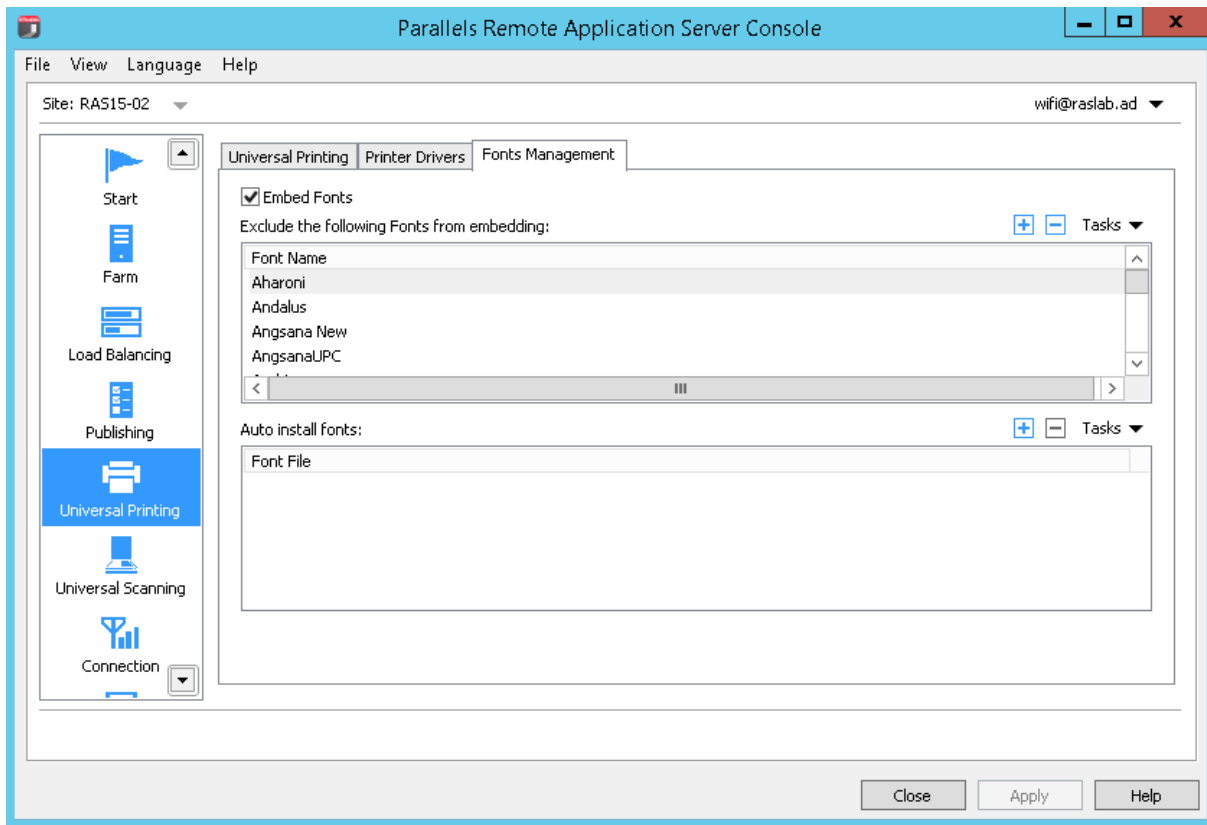 Parallels Remote Application Server Console
File View Language Help
Site: RAS15-02
wifi@raslab.ad
Start
Farm
Load Balancing
Publishing
Universal Printing
Universal Scanning
Connection
Universal Printing Printer Drivers Fonts Management
Embed Fonts
Exclude the following Fonts from embedding:
Tasks
Font Name
Aharoni
Andalus
Angsana New
AngsanaUPC
Auto install fonts:
Tasks
Font File
Close Apply Help